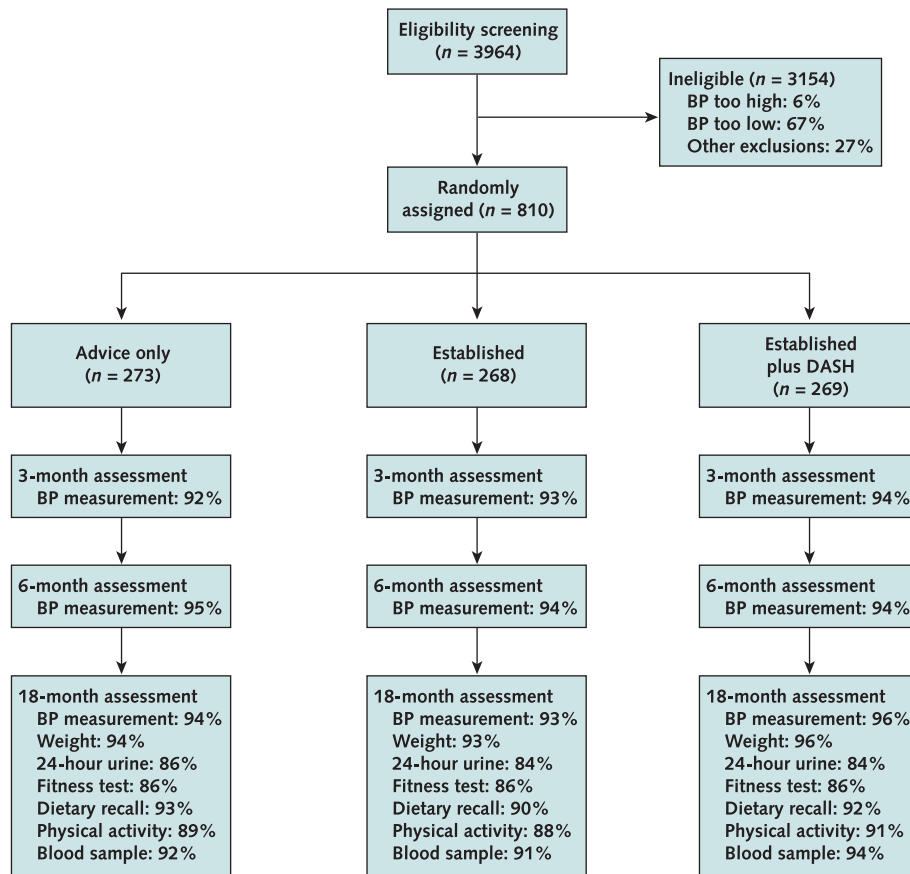 Eligibility screening
(n = 3964)
Ineligible (n = 3154)
BP too high: 6%
BP too low: 67%
Other exclusions: 27%
Randomly
assigned (n = 810)
Advice only
(n = 273)
Established
(n = 268)
Established
plus DASH
(n = 269)
3-month assessment
BP measurement: 92%
3-month assessment
BP measurement: 93%
3-month assessment
BP measurement: 94%
6-month assessment
BP measurement: 95%
6-month assessment
BP measurement: 94%
6-month assessment
BP measurement: 94%
18-month assessment
BP measurement: 94%
Weight: 94%
24-hour urine: 86%
Fitness test: 86%
Dietary recall: 93%
Physical activity: 89%
Blood sample: 92%
18-month assessment
BP measurement: 93%
Weight: 93%
24-hour urine: 84%
Fitness test: 86%
Dietary recall: 90%
Physical activity: 88%
Blood sample: 91%
18-month assessment
BP measurement: 96%
Weight: 96%
24-hour urine: 84%
Fitness test: 86%
Dietary recall: 92%
Physical activity: 91%
Blood sample: 94%